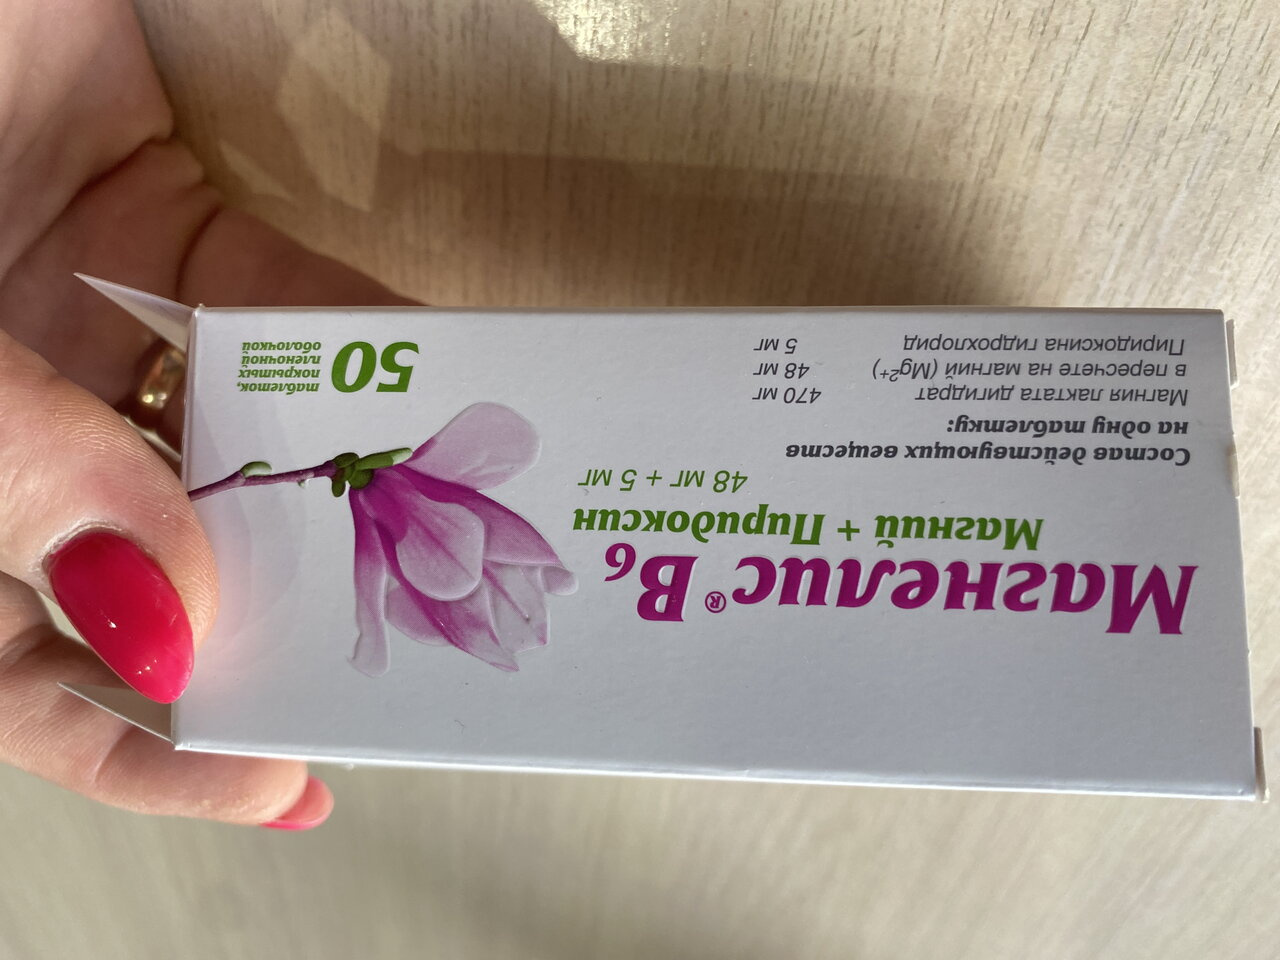 Магнелис® B6
Магний + Пиридоксин
48 мг + 5 мг
Состав действующих веществ
на одну таблетку:
Магния лактата дигидрат 470 мг
в пересчете на магний (Mg²⁺) 48 мг
Пиридоксина гидрохлорид 5 мг
50
таблеток,
покрытых
пленочной
оболочкой